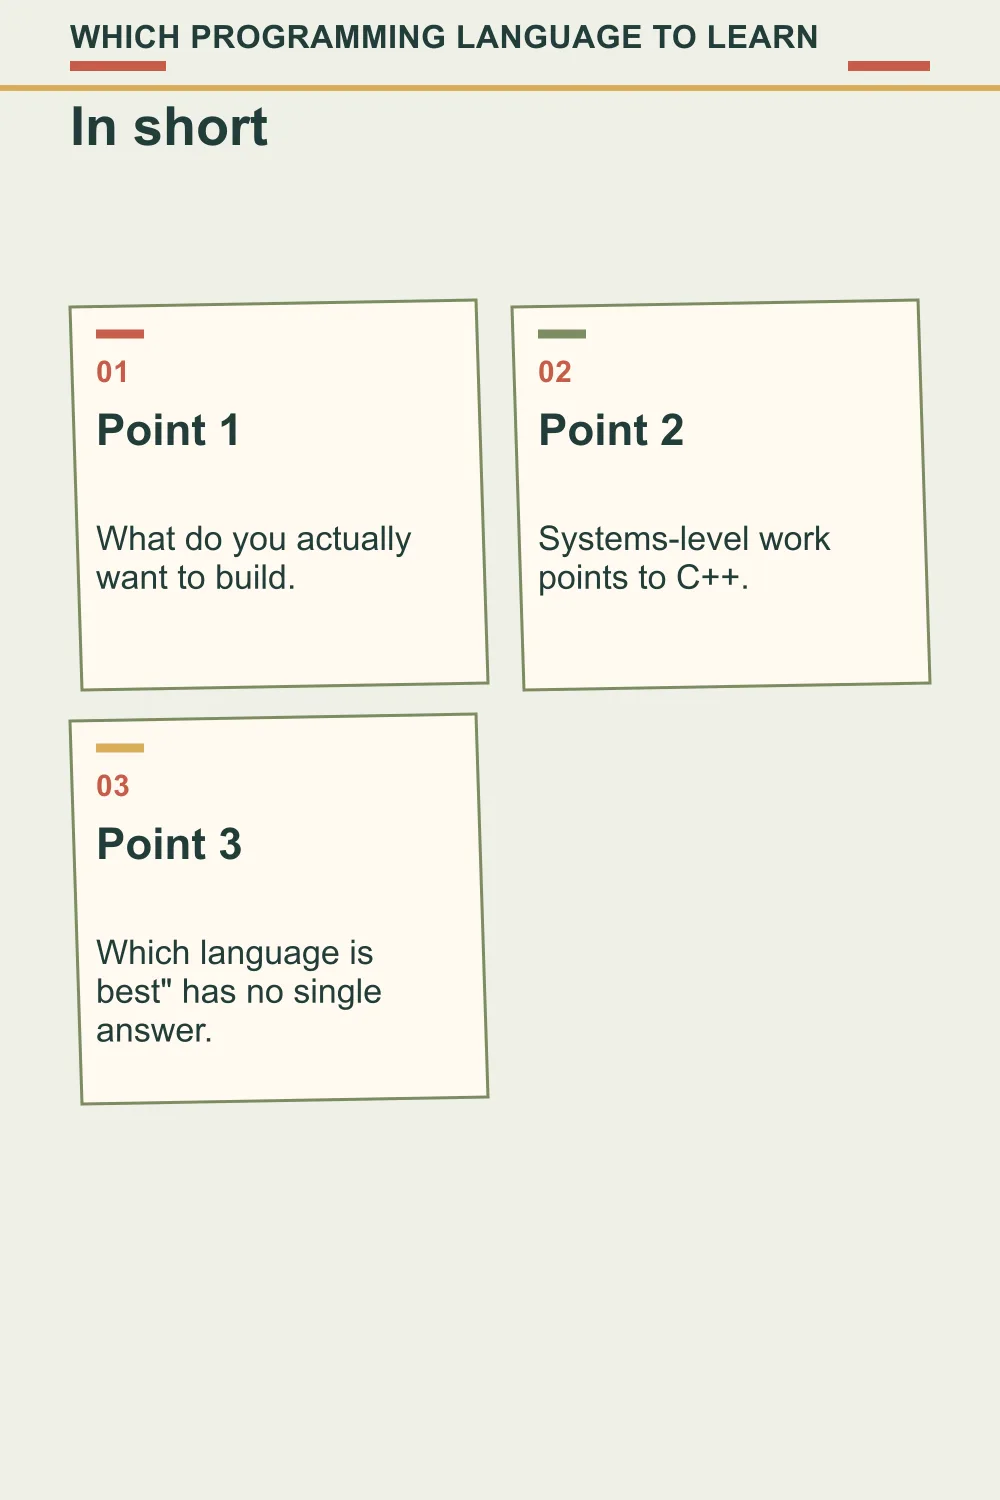 WHICH PROGRAMMING LANGUAGE TO LEARN
In short
01
Point 1
What do you actually
want to build.
02
Point 2
Systems-level work
points to C++.
03
Point 3
Which language is
best" has no single
answer.